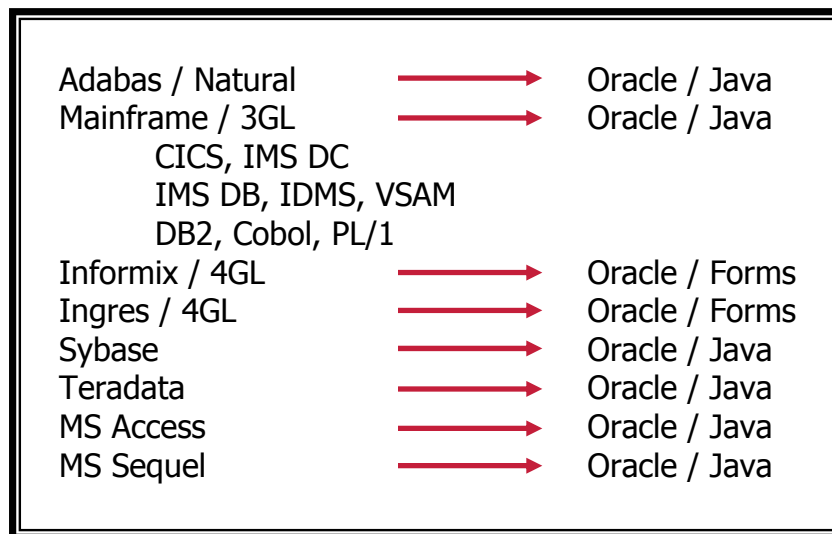 Adabas / Natural Oracle / Java
Mainframe / 3GL Oracle / Java
CICS, IMS DC
IMS DB, IDMS, VSAM
DB2, Cobol, PL/1
Informix / 4GL Oracle / Forms
Ingres / 4GL Oracle / Forms
Sybase Oracle / Java
Teradata Oracle / Java
MS Access Oracle / Java
MS Sequel Oracle / Java